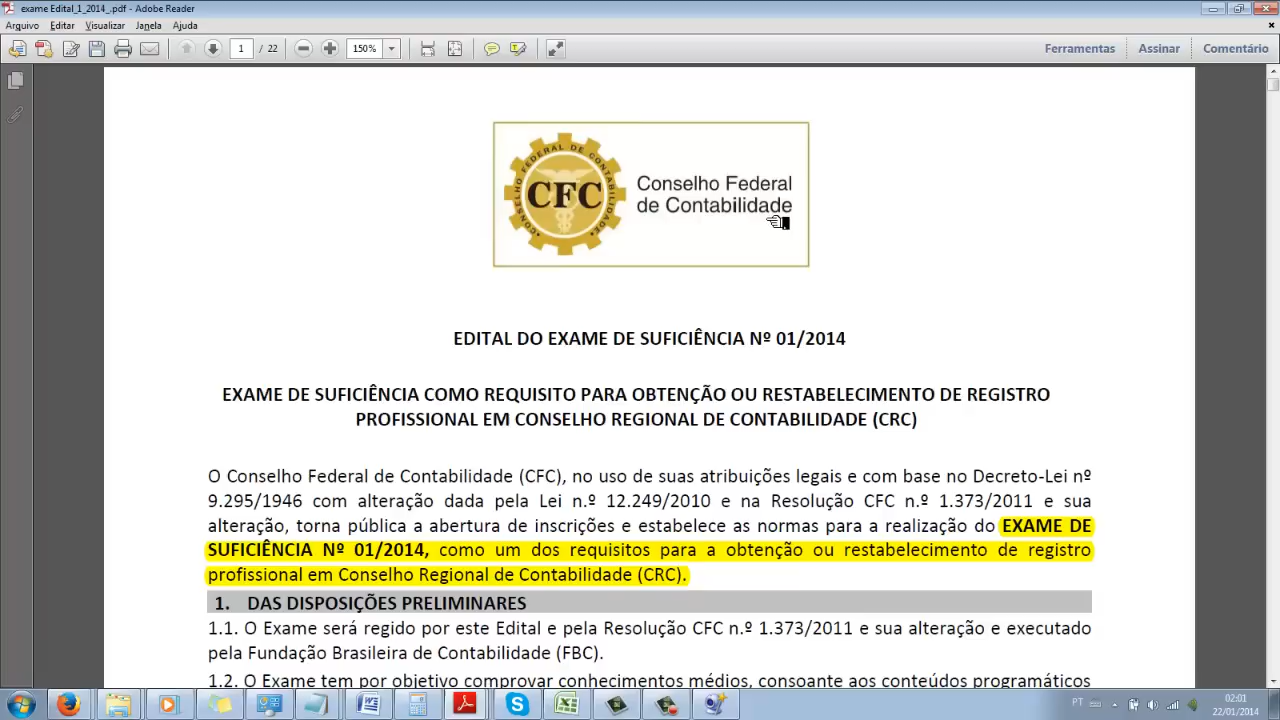 exame Edital_1_2014_.pdf - Adobe Reader
Arquivo Editar Visualizar Janela Ajuda
1 / 22 150% Ferramentas Assinar Comentário
CONSELHO FEDERAL DE CONTABILIDADE
CFC
Conselho Federal
de Contabilidade
EDITAL DO EXAME DE SUFICIÊNCIA Nº 01/2014
EXAME DE SUFICIÊNCIA COMO REQUISITO PARA OBTENÇÃO OU RESTABELECIMENTO DE REGISTRO
PROFISSIONAL EM CONSELHO REGIONAL DE CONTABILIDADE (CRC)
O Conselho Federal de Contabilidade (CFC), no uso de suas atribuições legais e com base no Decreto-Lei nº
9.295/1946 com alteração dada pela Lei n.º 12.249/2010 e na Resolução CFC n.º 1.373/2011 e sua
alteração, torna pública a abertura de inscrições e estabelece as normas para a realização do EXAME DE
SUFICIÊNCIA Nº 01/2014, como um dos requisitos para a obtenção ou restabelecimento de registro
profissional em Conselho Regional de Contabilidade (CRC).
1. DAS DISPOSIÇÕES PRELIMINARES
1.1. O Exame será regido por este Edital e pela Resolução CFC n.º 1.373/2011 e sua alteração e executado
pela Fundação Brasileira de Contabilidade (FBC).
1.2. O Exame tem por objetivo comprovar conhecimentos médios, consoante aos conteúdos programáticos
PT
02:01
22/01/2014